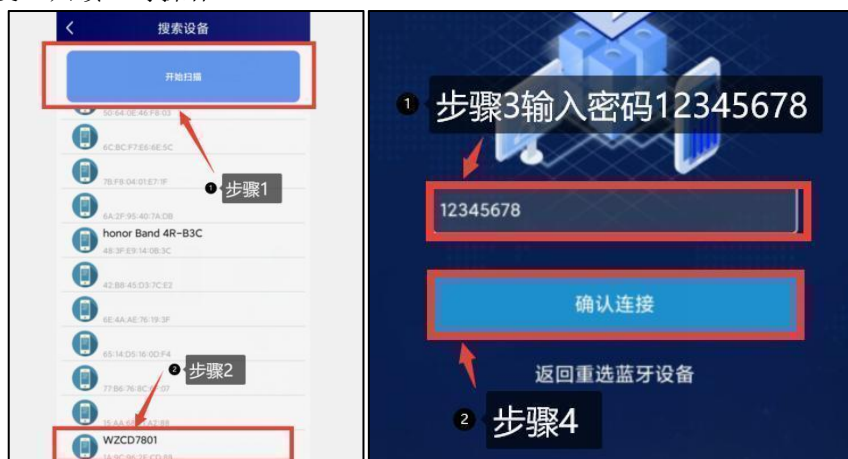 搜索设备
开始扫描
50:64:0E:46:F8:03
6C:BC:F7:E6:6E:5C
7B:F8:04:01:E7:1F
❶ 步骤1
6A:2F:95:40:7A:DB
honor Band 4R-B3C
48:3F:E9:14:0B:3C
42:B8:45:D3:7C:E2
6E:4A:AE:76:19:3F
65:14:D5:18:0D:F4
❷ 步骤2
WZCD7801
❶ 步骤3输入密码12345678
12345678
确认连接
返回重选蓝牙设备
❷ 步骤4